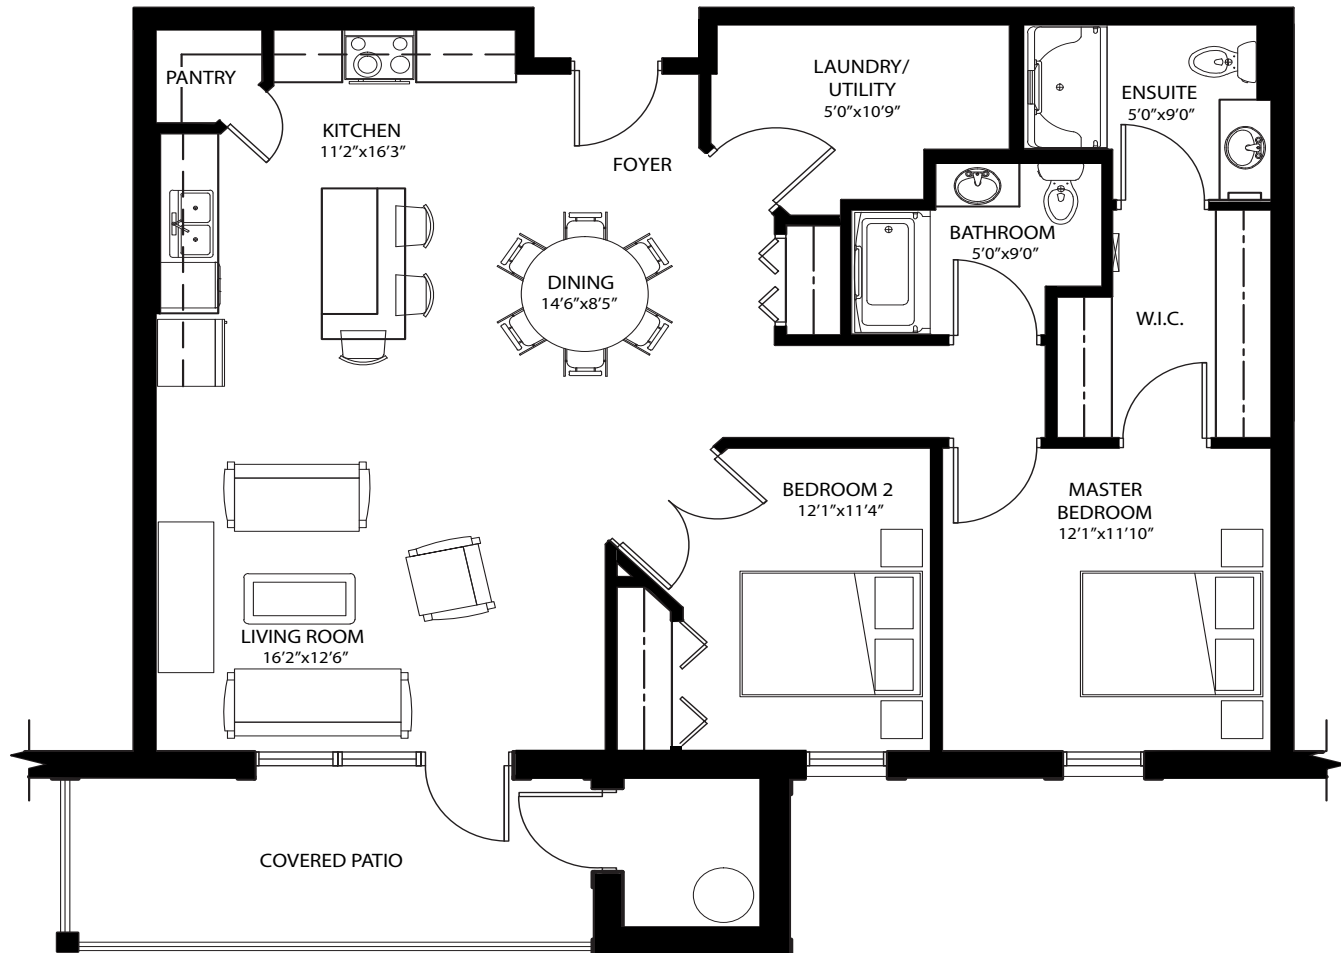 PANTRY
KITCHEN
11'2"x16'3"
FOYER
LAUNDRY/
UTILITY
5'0"x10'9"
ENSUITE
5'0"x9'0"
BATHROOM
5'0"x9'0"
DINING
14'6"x8'5"
W.I.C.
BEDROOM 2
12'1"x11'4"
MASTER
BEDROOM
12'1"x11'10"
LIVING ROOM
16'2"x12'6"
COVERED PATIO